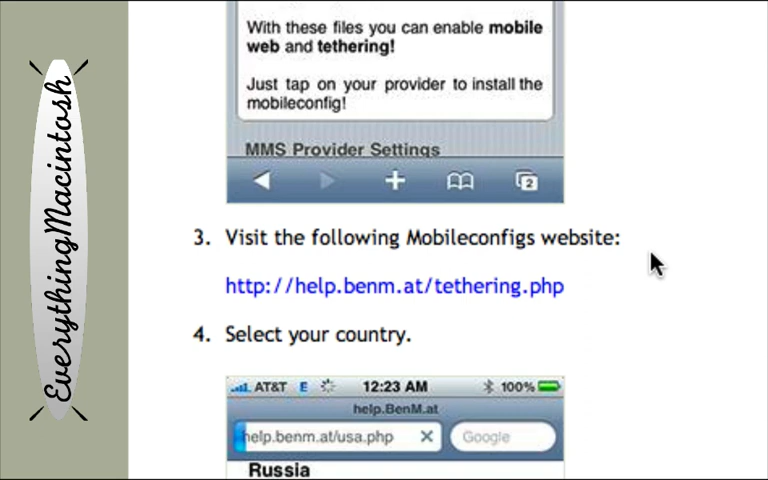 EverythingMacintosh
With these files you can enable mobile
web and tethering!
Just tap on your provider to install the
mobileconfig!
MMS Provider Settings
2
3. Visit the following Mobileconfigs website:
http://help.benm.at/tethering.php
4. Select your country.
AT&T E 12:23 AM 100%
help.BenM.at
help.benm.at/usa.php Google
Russia